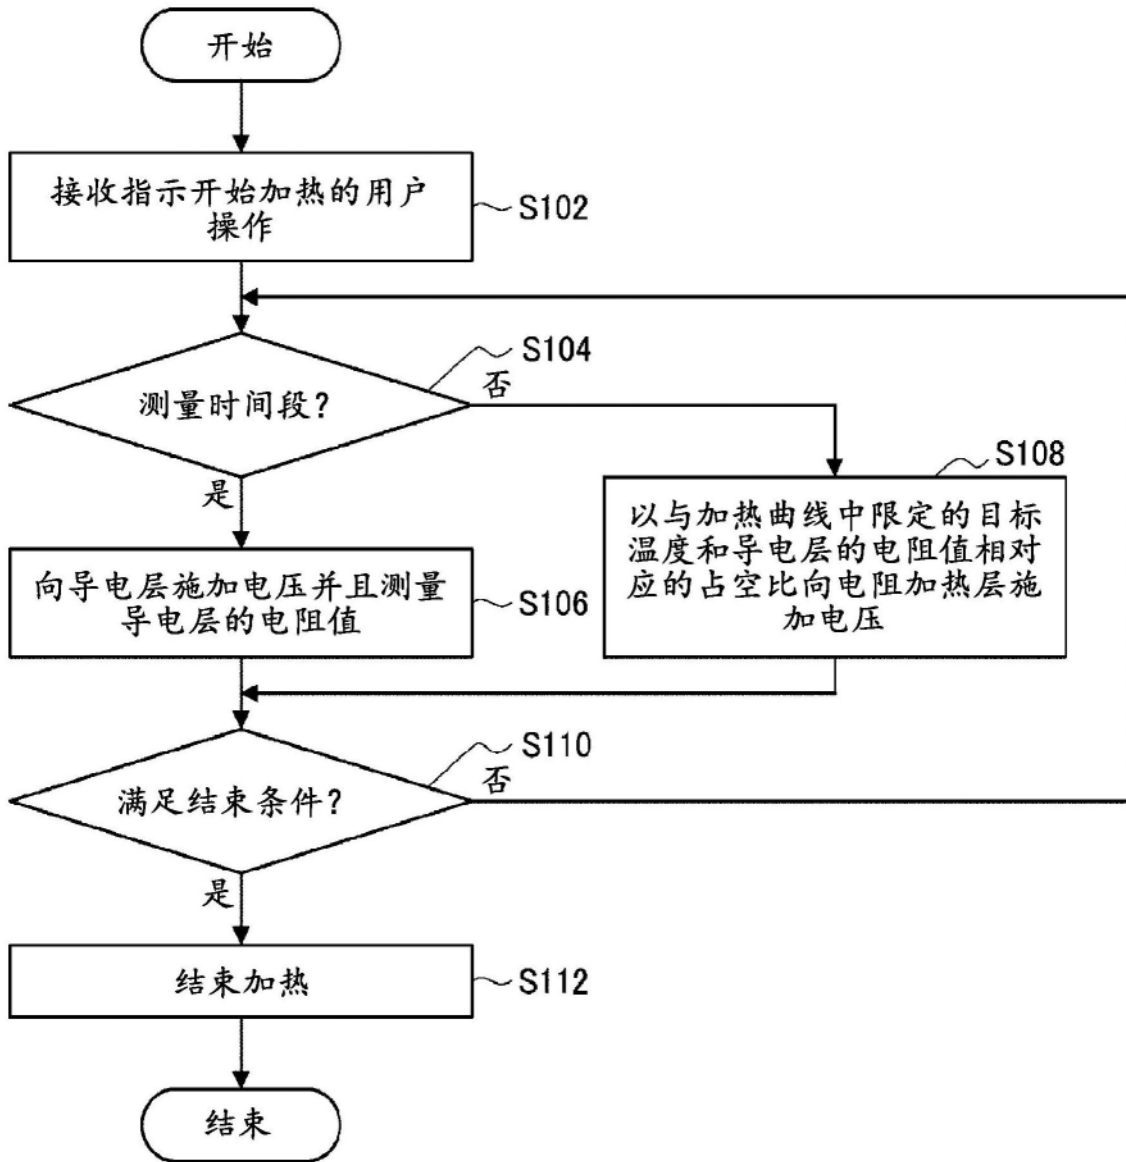 开始
接收指示开始加热的用户
操作
S102
S104
测量时间段?
否
是
S108
以与加热曲线中限定的目标
温度和导电层的电阻值相对
应的占空比向电阻加热层施
加电压
向导电层施加电压并且测量
导电层的电阻值
S106
S110
满足结束条件?
否
是
结束加热
S112
结束